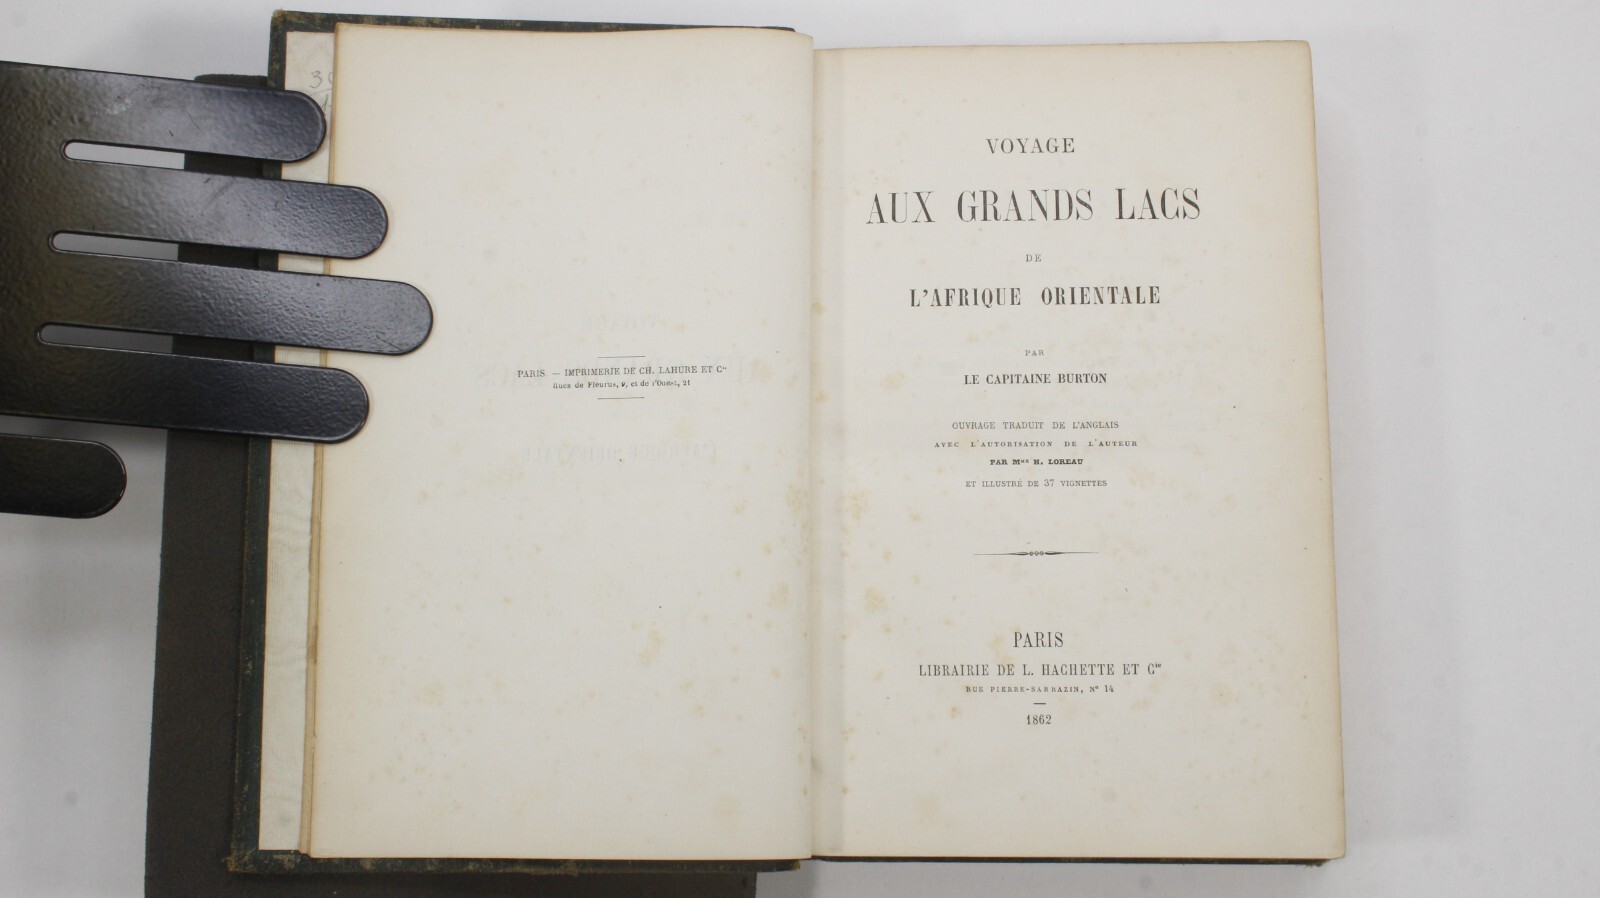 PARIS. — IMPRIMERIE DE CH. LAHURE ET Cie
Rues de Fleurus, 9, et de l'Ouest, 21
VOYAGE
AUX GRANDS LACS
DE
L'AFRIQUE ORIENTALE
PAR
LE CAPITAINE BURTON
OUVRAGE TRADUIT DE L'ANGLAIS
AVEC L'AUTORISATION DE L'AUTEUR
PAR Mme H. LOREAU
ET ILLUSTRÉ DE 37 VIGNETTES
PARIS
LIBRAIRIE DE L. HACHETTE ET Cie
RUE PIERRE-SARRAZIN, N° 14
1862